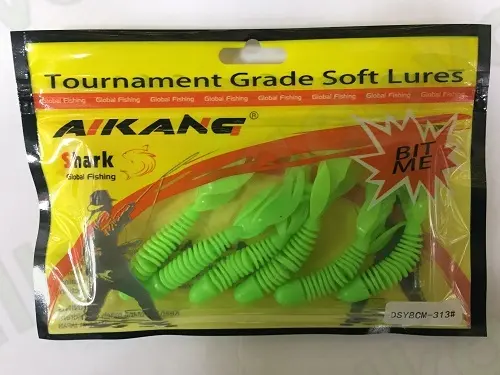 Tournament Grade Soft Lures
Global Fishing Global Fishing Global Fishing Global Fishing Global Fishing Global Fishing
AIKANG®
Shark
Global Fishing
BIT
ME
DSY8CM-313#